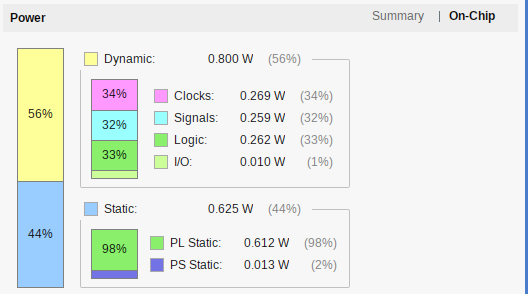 Power Summary | On-Chip
Dynamic: 0.800 W (56%)
56%
34% Clocks: 0.269 W (34%)
32% Signals: 0.259 W (32%)
33% Logic: 0.262 W (33%)
I/O: 0.010 W (1%)
44%
Static: 0.625 W (44%)
98% PL Static: 0.612 W (98%)
PS Static: 0.013 W (2%)